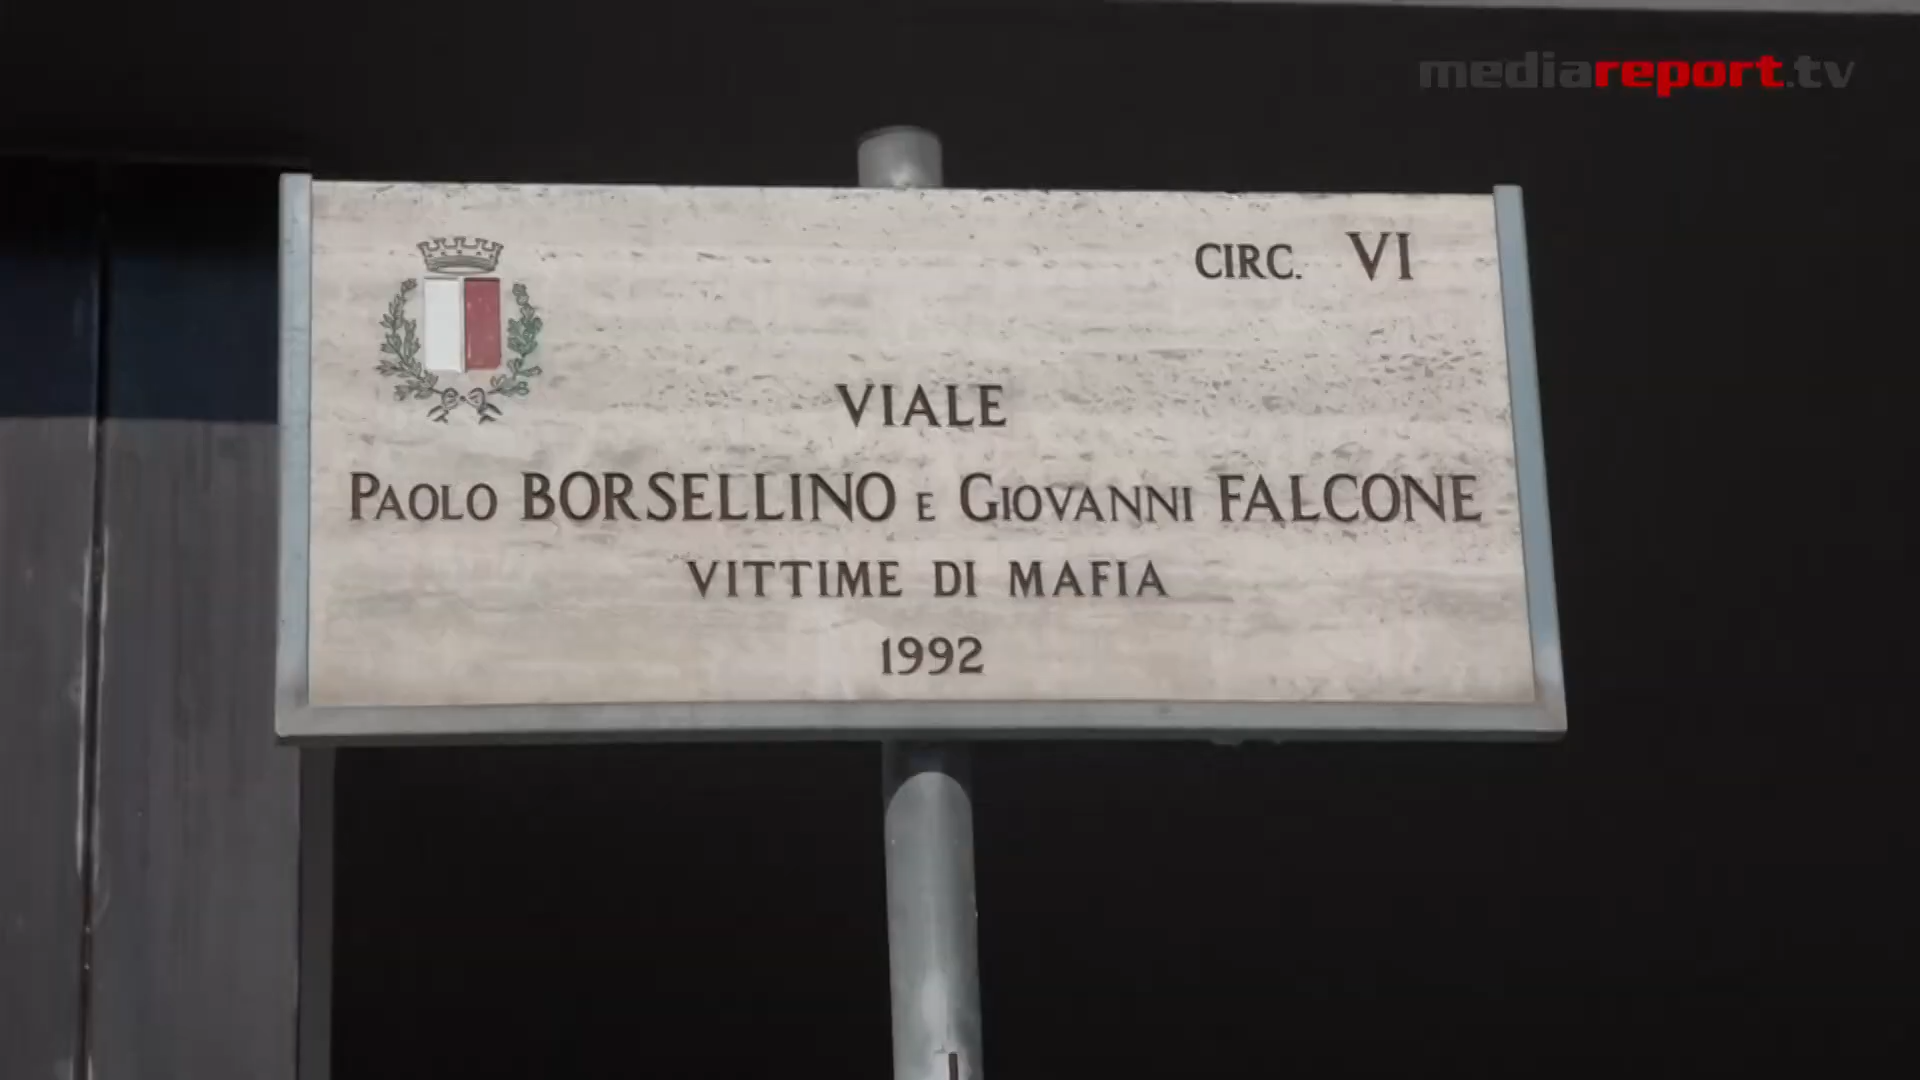 mediareport.tv
CIRC. VI
VIALE
PAOLO BORSELLINO E GIOVANNI FALCONE
VITTIME DI MAFIA
1992